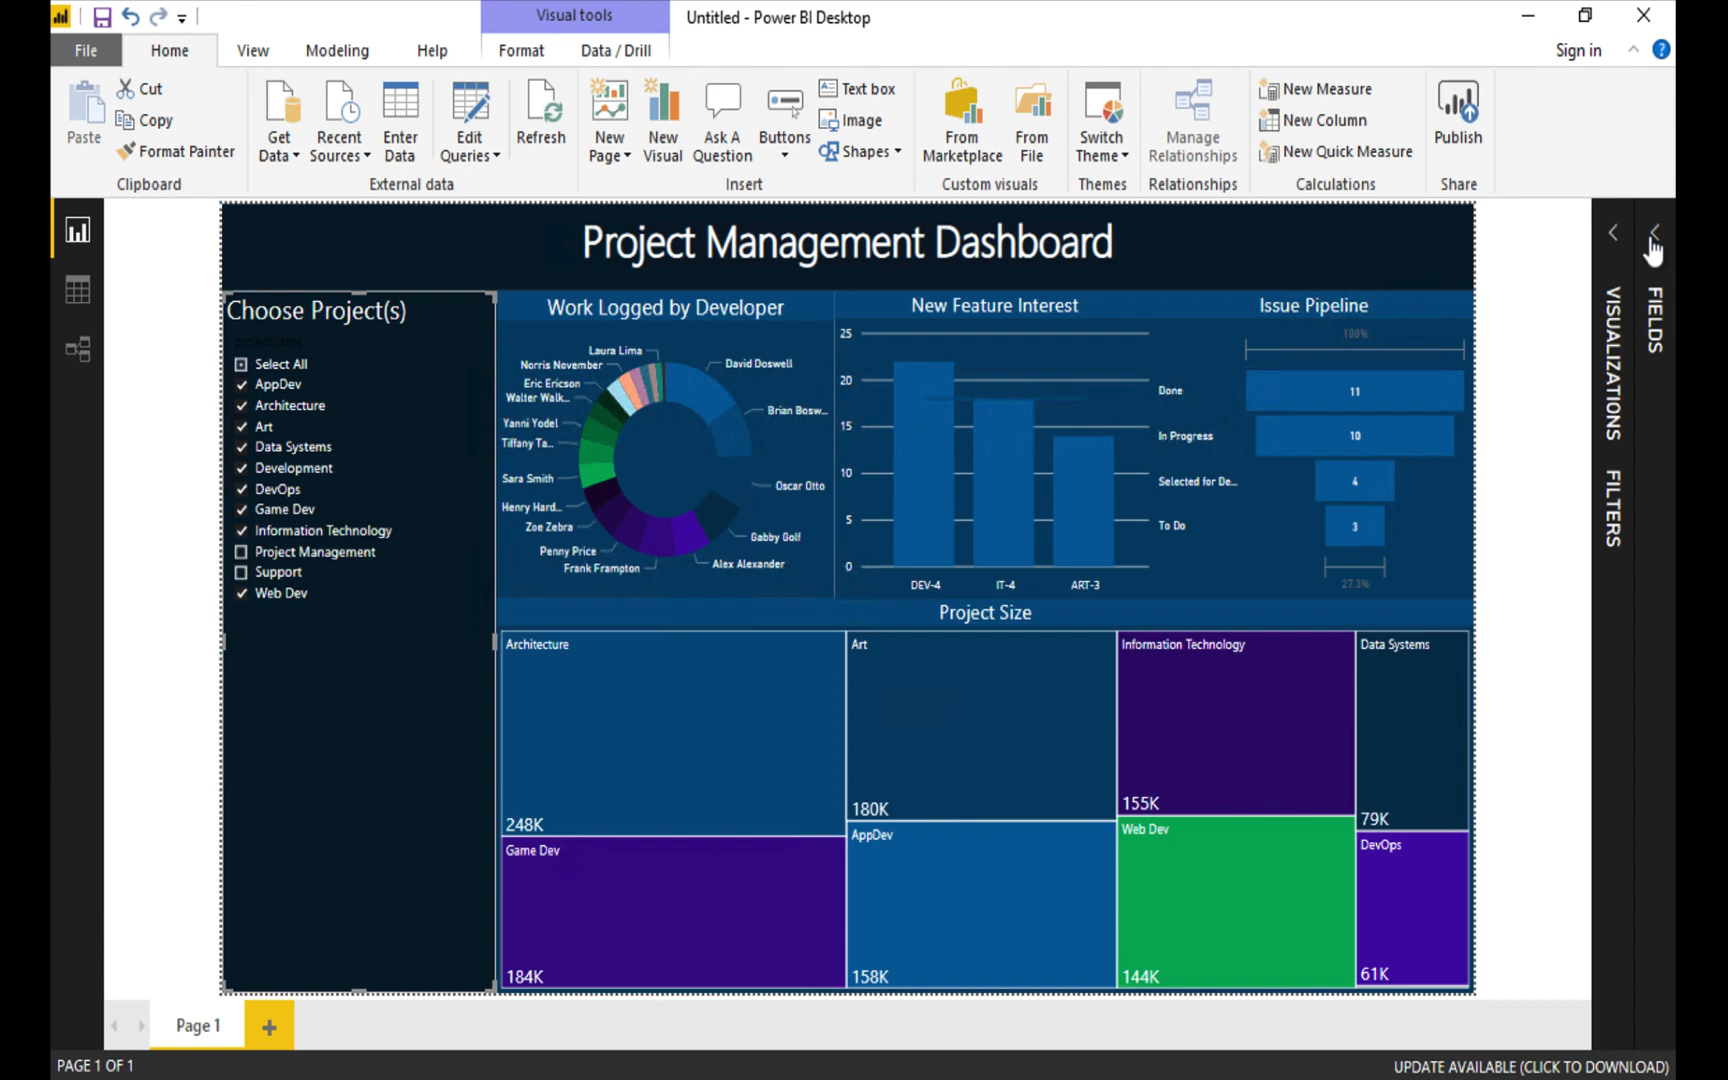 Visual tools
Untitled - Power BI Desktop
File
Home
View
Modeling
Help
Format
Data / Drill
Sign in
?
Paste
Cut
Copy
Format Painter
Clipboard
Get
Data
Recent
Sources
Enter
Data
Edit
Queries
Refresh
External data
New
Page
New
Visual
Ask A
Question
Buttons
Text box
Image
Shapes
Insert
From
Marketplace
From
File
Custom visuals
Switch
Theme
Themes
Manage
Relationships
Relationships
New Measure
New Column
New Quick Measure
Calculations
Publish
Share
Project Management Dashboard
Choose Project(s)
projectName
Select All
AppDev
Architecture
Art
Data Systems
Development
DevOps
Game Dev
Information Technology
Project Management
Support
Web Dev
Work Logged by Developer
Laura Lima
Norris November
Eric Ericson
Walter Walk...
Yanni Yodel
Tiffany Ta...
Sara Smith
Henry Hard...
Zoe Zebra
Penny Price
Frank Frampton
David Doswell
Brian Bosw...
Oscar Otto
Gabby Golf
Alex Alexander
New Feature Interest
25
20
15
10
5
0
DEV-4
IT-4
ART-3
Issue Pipeline
100%
Done
11
In Progress
10
Selected for De...
4
To Do
3
27.3%
Project Size
Architecture
248K
Game Dev
184K
Art
180K
AppDev
158K
Information Technology
155K
Web Dev
144K
Data Systems
79K
DevOps
61K
VISUALIZATIONS
FILTERS
FIELDS
Page 1
PAGE 1 OF 1
UPDATE AVAILABLE (CLICK TO DOWNLOAD)